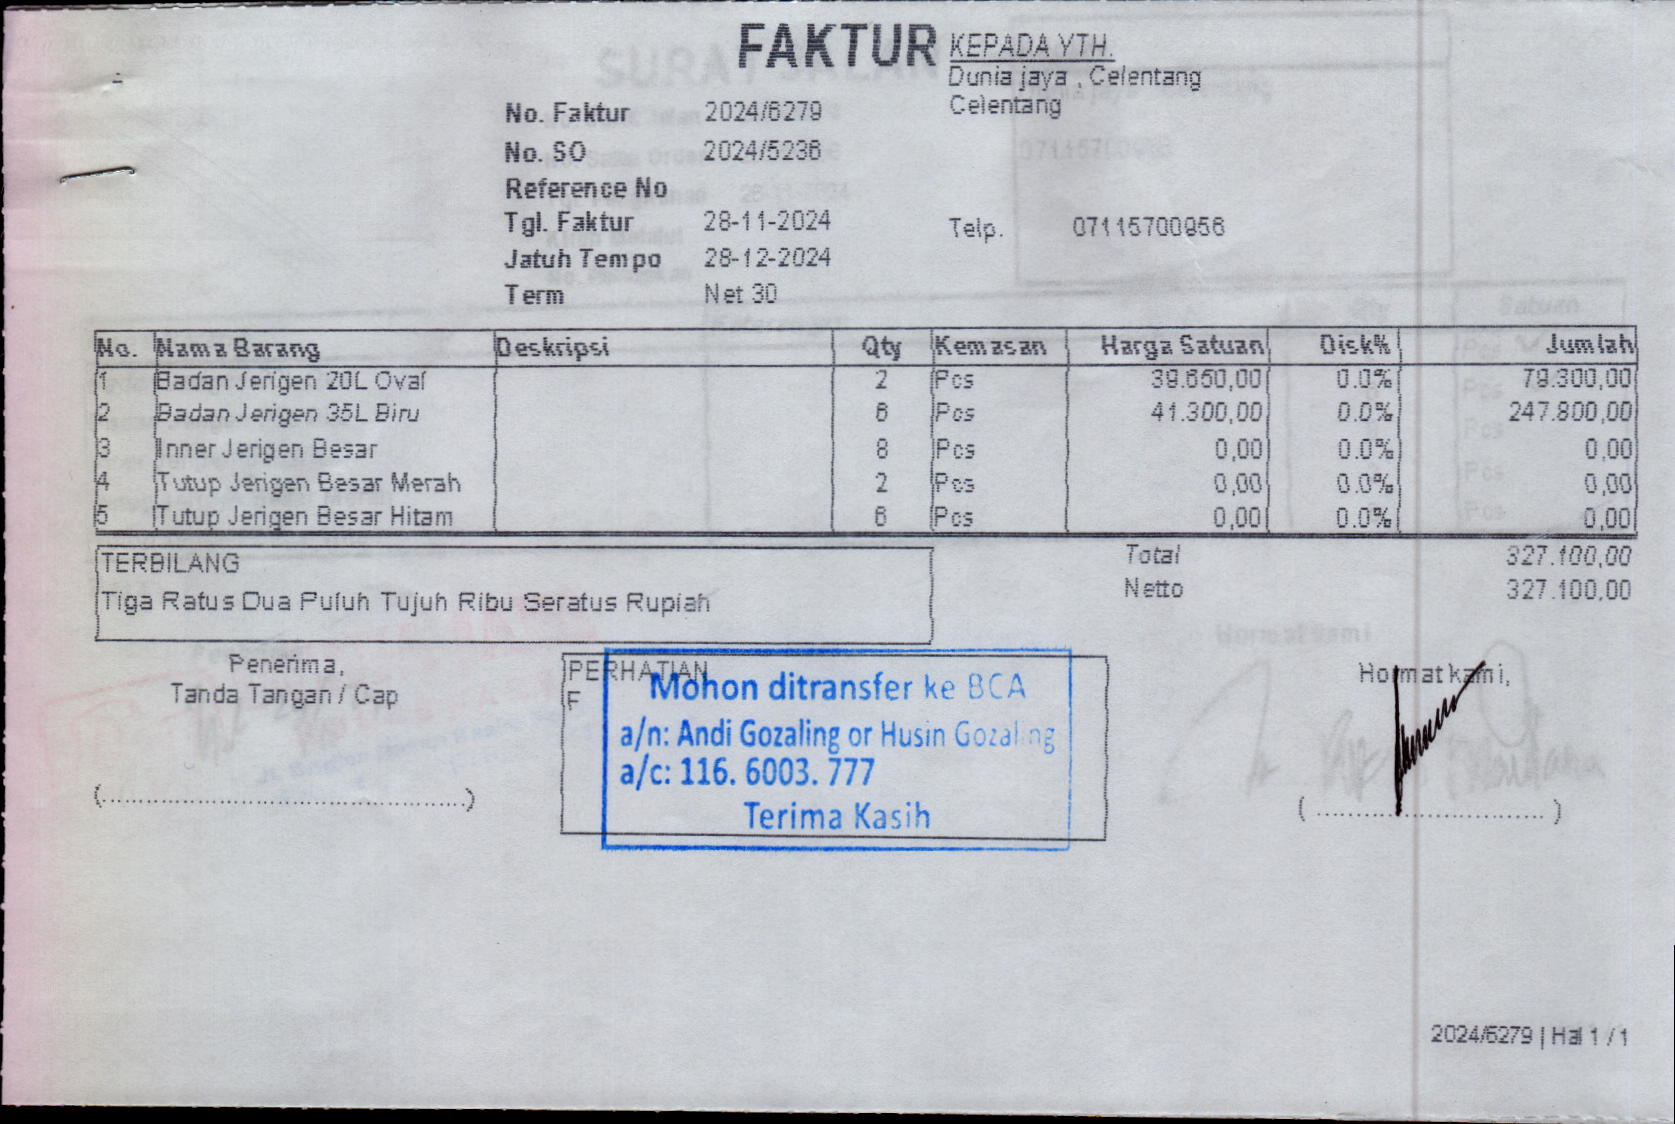 FAKTUR
KEPADA YTH.
Dunia jaya , Celentang
Celentang
No. Faktur 2024/6279
No. SO 2024/5236
Reference No
Tgl. Faktur 28-11-2024
Telp. 07115700956
Jatuh Tempo 28-12-2024
Term Net 30
No. Nama Barang Deskripsi Qty Kemasan Harga Satuan Disk% Jumlah
1 Badan Jerigen 20L Oval 2 Pcs 39.650,00 0.0% 79.300,00
2 Badan Jerigen 35L Biru 6 Pcs 41.300,00 0.0% 247.800,00
3 Inner Jerigen Besar 8 Pcs 0,00 0.0% 0,00
4 Tutup Jerigen Besar Merah 2 Pcs 0,00 0.0% 0,00
5 Tutup Jerigen Besar Hitam 6 Pcs 0,00 0.0% 0,00
TERBILANG
Tiga Ratus Dua Puluh Tujuh Ribu Seratus Rupiah
Total 327.100,00
Netto 327.100,00
Penerima,
Tanda Tangan / Cap
(.................................................)
PERHATIAN
F
Mohon ditransfer ke BCA
a/n: Andi Gozaling or Husin Gozaling
a/c: 116. 6003. 777
Terima Kasih
Hormat kami,
( ............................... )
2024/6279 | Hal 1 / 1